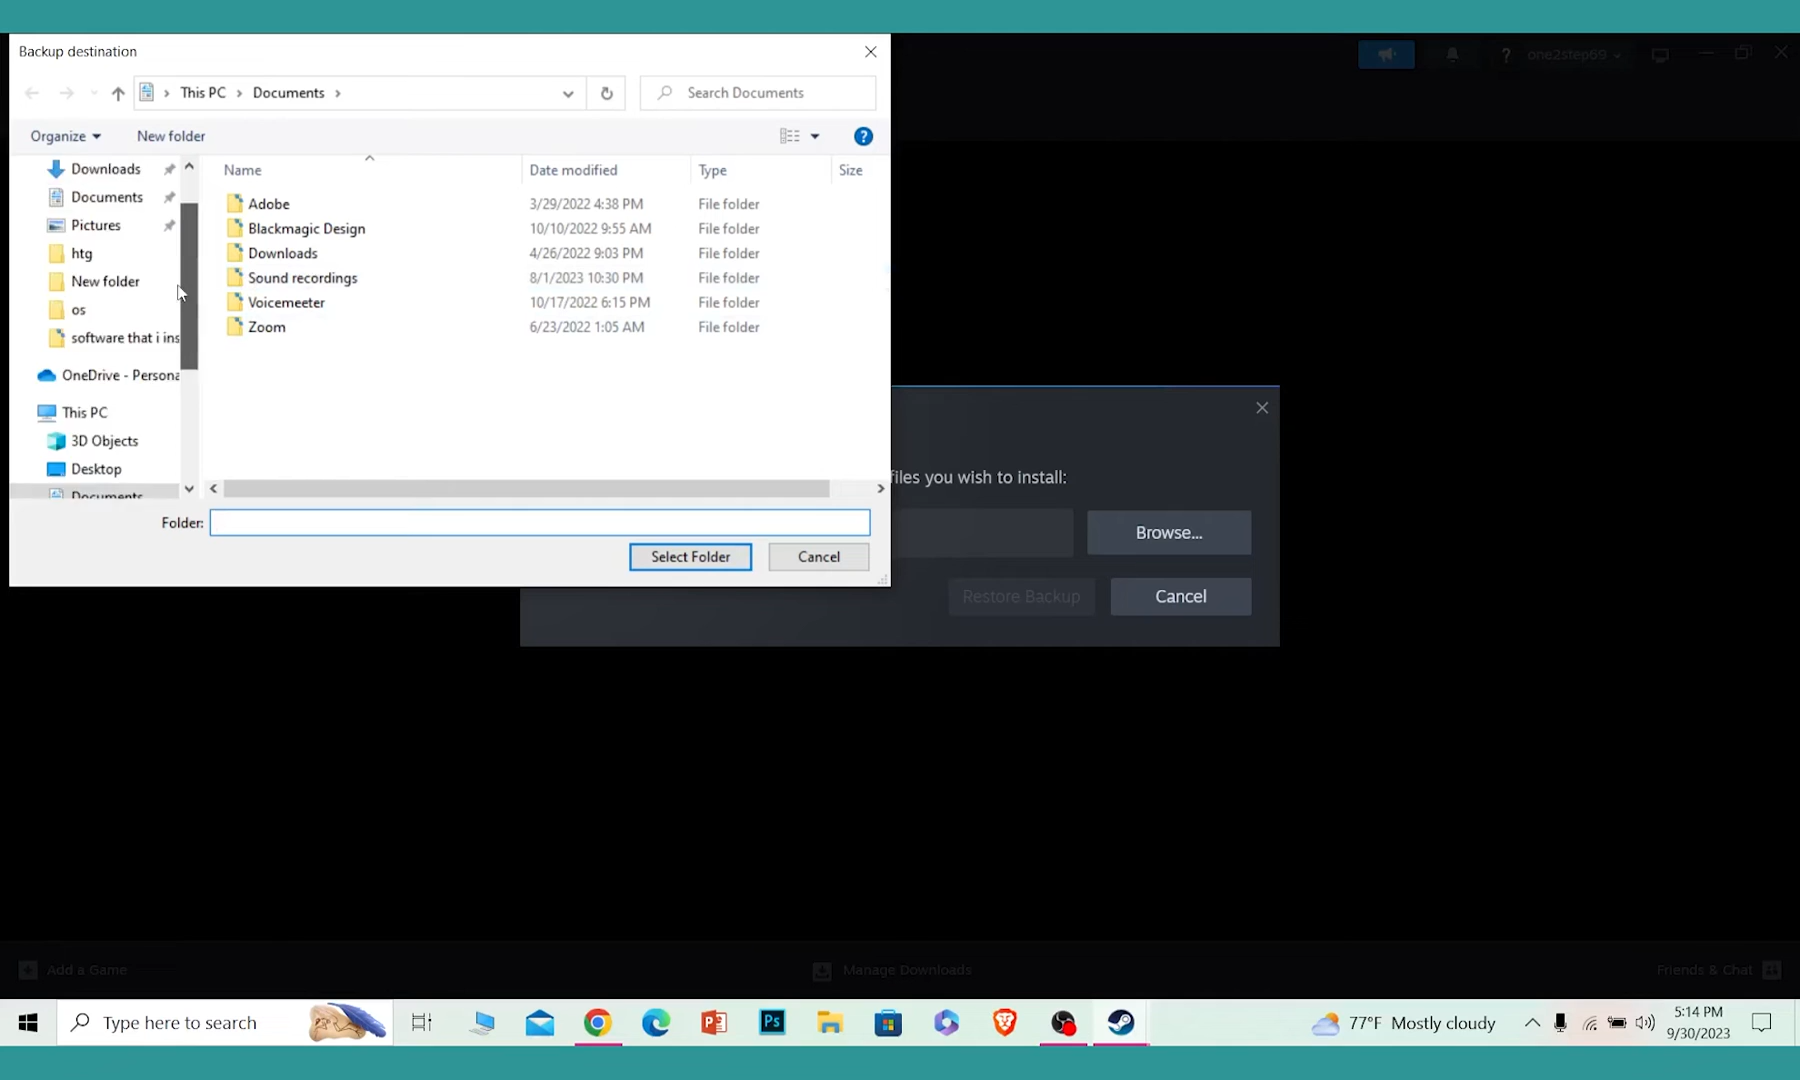 Backup destination
This PC
Documents
Search Documents
Organize
New folder
Downloads
Documents
Pictures
htg
New folder
os
software that i ins
OneDrive - Persona
This PC
3D Objects
Desktop
Documents
Name
Date modified
Type
Size
Adobe 3/29/2022 4:38 PM File folder
Blackmagic Design 10/10/2022 9:55 AM File folder
Downloads 4/26/2022 9:03 PM File folder
Sound recordings 8/1/2023 10:30 PM File folder
Voicemeeter 10/17/2022 6:15 PM File folder
Zoom 6/23/2022 1:05 AM File folder
Folder:
Select Folder
Cancel
one2step69
files you wish to install:
Browse...
Restore Backup
Cancel
Add a Game
Manage Downloads
Friends & Chat
Type here to search
Ps
77°F Mostly cloudy
5:14 PM
9/30/2023